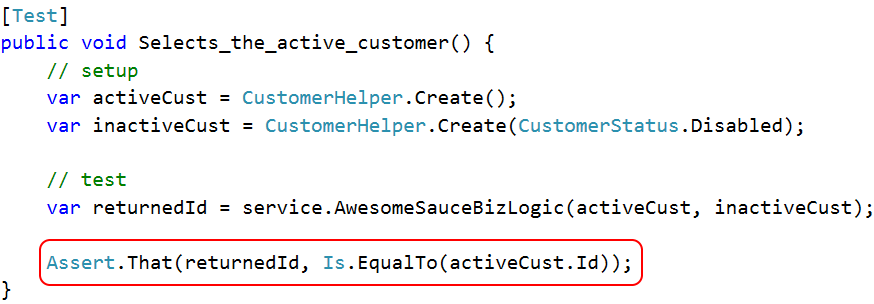 [Test]
public void Selects_the_active_customer() {
    // setup
    var activeCust = CustomerHelper.Create();
    var inactiveCust = CustomerHelper.Create(CustomerStatus.Disabled);
    // test
    var returnedId = service.AwesomeSauceBizLogic(activeCust, inactiveCust);
    Assert.That(returnedId, Is.EqualTo(activeCust.Id));
}